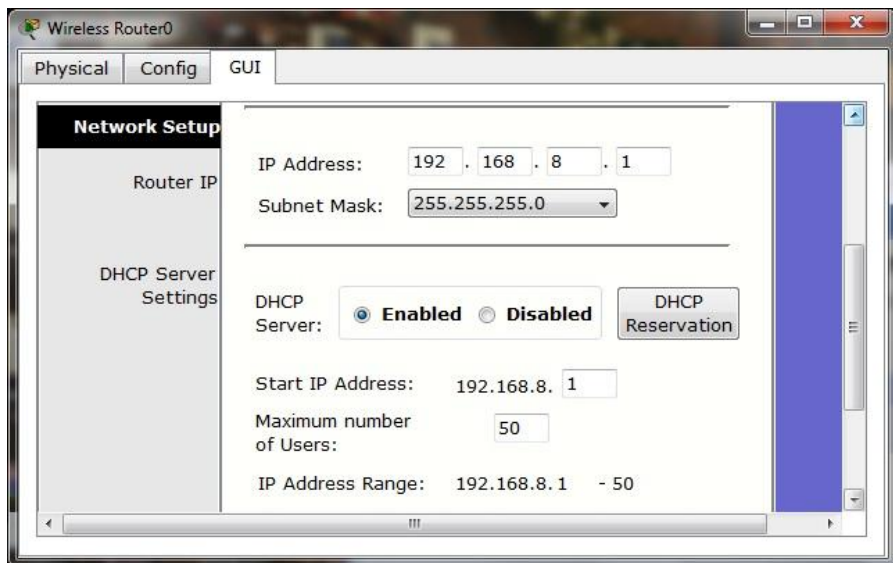 Wireless Router0
Physical Config GUI
Network Setup
Router IP
IP Address: 192 . 168 . 8 . 1
Subnet Mask: 255.255.255.0
DHCP Server
Settings
DHCP
Server:
Enabled Disabled
DHCP
Reservation
Start IP Address: 192.168.8. 1
Maximum number
of Users:
50
IP Address Range: 192.168.8. 1 - 50